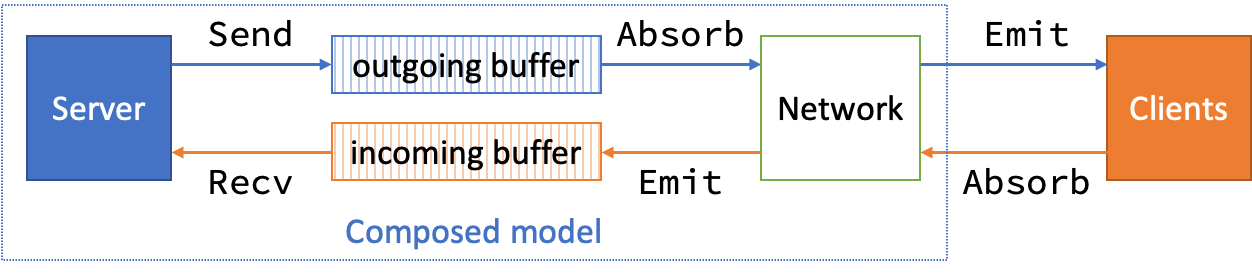 Send
Absorb
Emit
outgoing buffer
Server
Network
Clients
incoming buffer
Recv
Emit
Absorb
Composed model